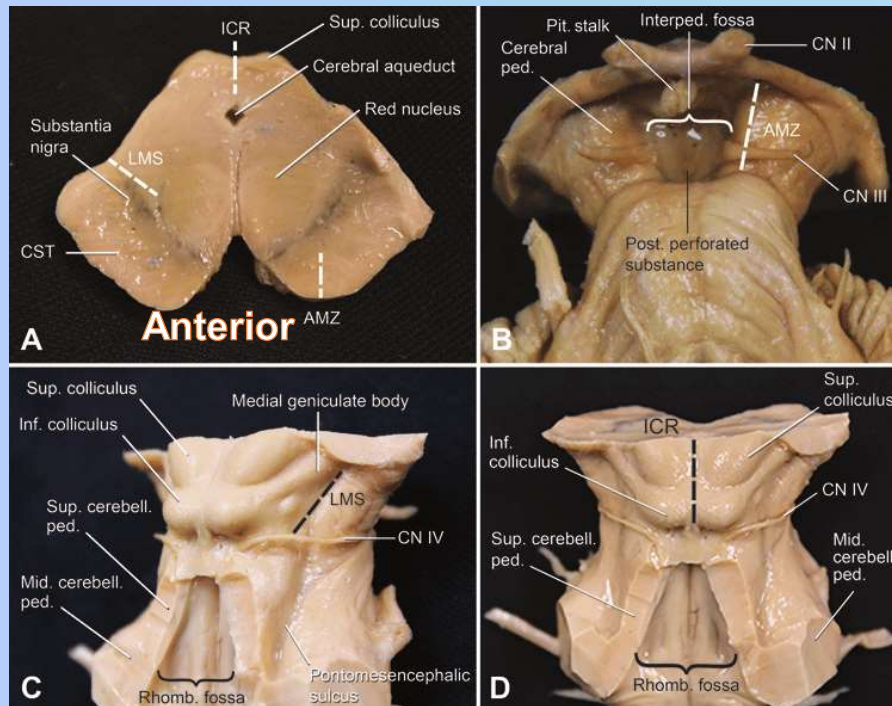 ICR
Sup. colliculus
Cerebral aqueduct
Red nucleus
Substantia
nigra
LMS
CST
Anterior
AMZ
A
Pit. stalk
Interped. fossa
Cerebral
ped.
CN II
AMZ
CN III
Post. perforated
substance
B
Sup. colliculus
Medial geniculate body
Inf. colliculus
LMS
Sup. cerebell.
ped.
CN IV
Mid. cerebell.
ped.
Pontomesencephalic
sulcus
Rhomb. fossa
C
ICR
Sup.
colliculus
Inf.
colliculus
CN IV
Sup. cerebell.
ped.
Mid.
cerebell.
ped.
Rhomb. fossa
D